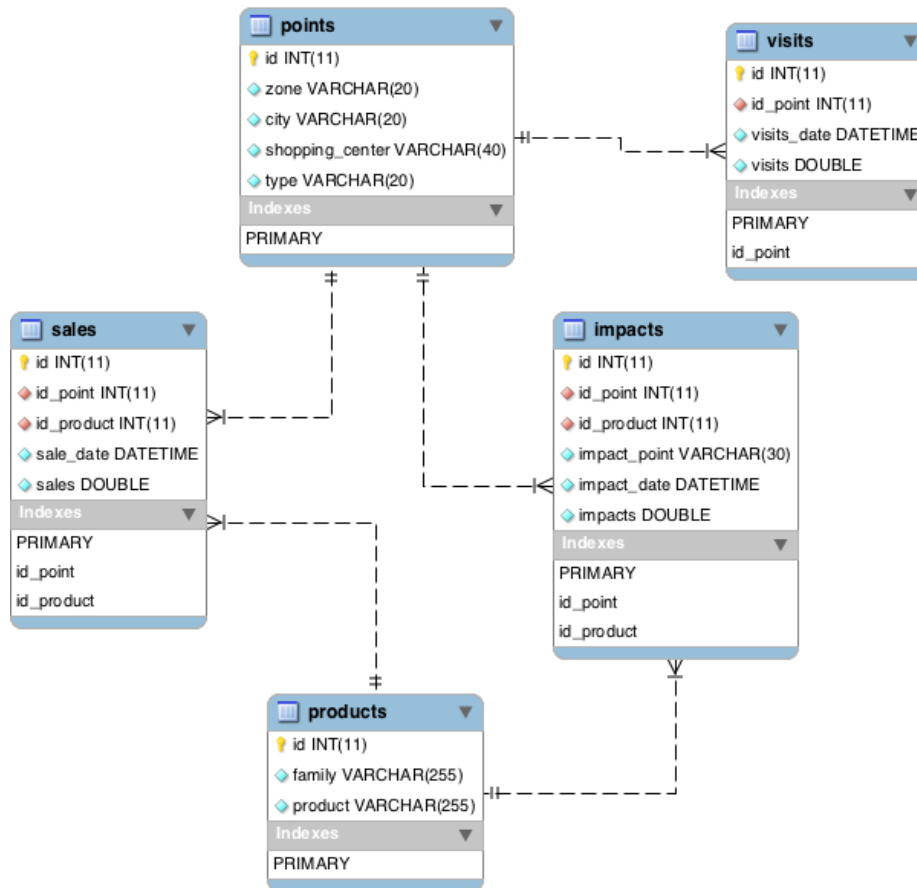 points
id INT(11)
zone VARCHAR(20)
city VARCHAR(20)
shopping_center VARCHAR(40)
type VARCHAR(20)
Indexes
PRIMARY
visits
id INT(11)
id_point INT(11)
visits_date DATETIME
visits DOUBLE
Indexes
PRIMARY
id_point
sales
id INT(11)
id_point INT(11)
id_product INT(11)
sale_date DATETIME
sales DOUBLE
Indexes
PRIMARY
id_point
id_product
impacts
id INT(11)
id_point INT(11)
id_product INT(11)
impact_point VARCHAR(30)
impact_date DATETIME
impacts DOUBLE
Indexes
PRIMARY
id_point
id_product
products
id INT(11)
family VARCHAR(255)
product VARCHAR(255)
Indexes
PRIMARY